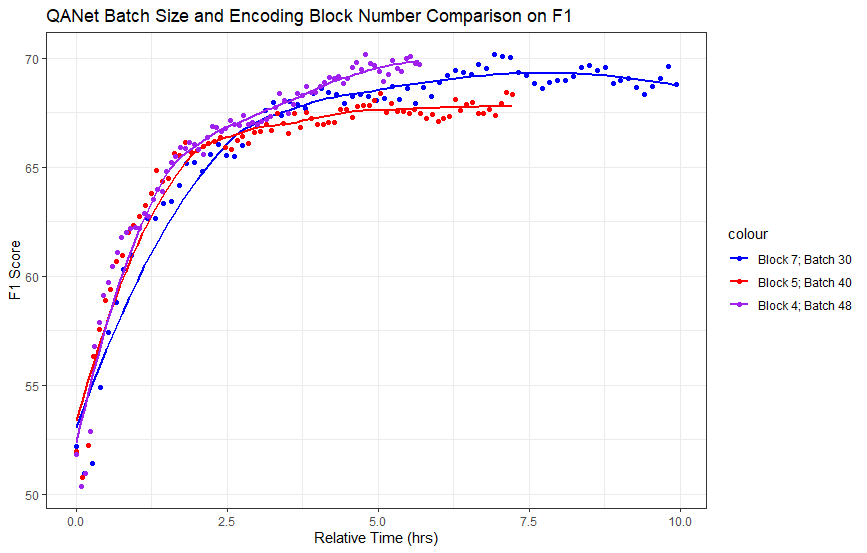 QANet Batch Size and Encoding Block Number Comparison on F1
70
65
60
55
50
F1 Score
0.0 2.5 5.0 7.5 10.0
Relative Time (hrs)
colour
Block 7; Batch 30
Block 5; Batch 40
Block 4; Batch 48